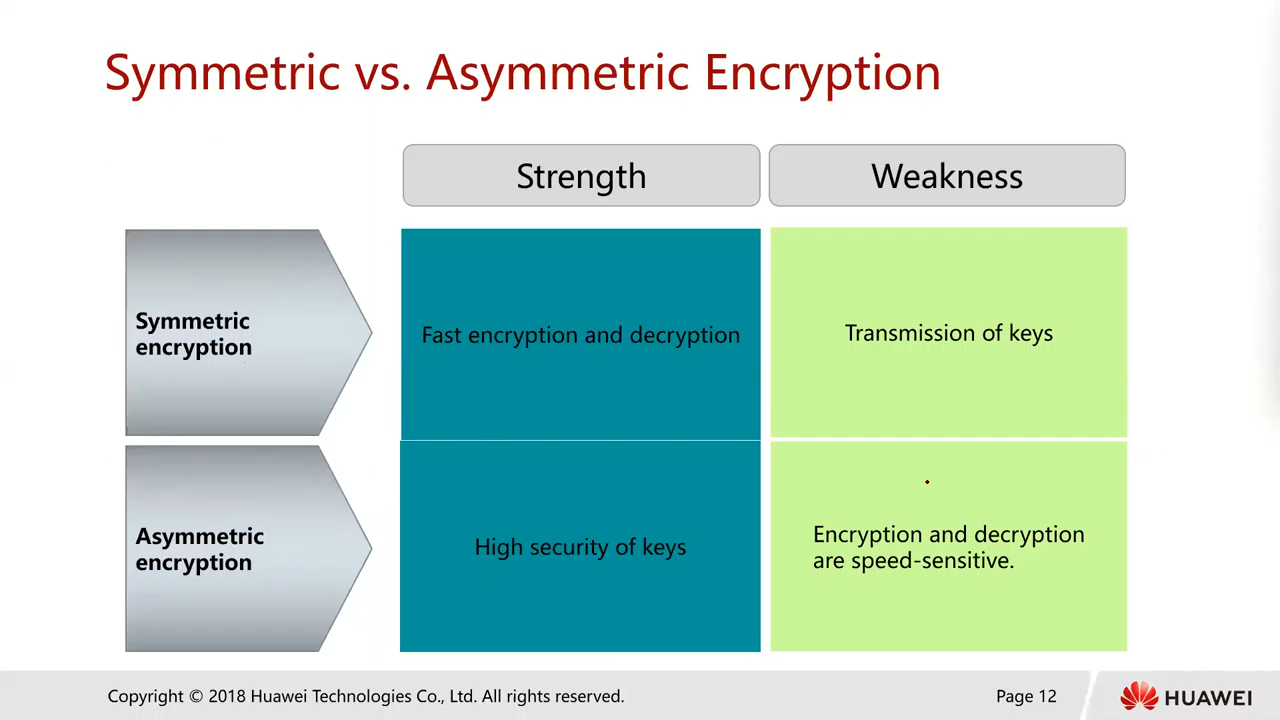 Symmetric vs. Asymmetric Encryption
Strength
Weakness
Symmetric
encryption
Fast encryption and decryption
Transmission of keys
Asymmetric
encryption
High security of keys
Encryption and decryption
are speed-sensitive.
Copyright © 2018 Huawei Technologies Co., Ltd. All rights reserved.
Page 12
HUAWEI